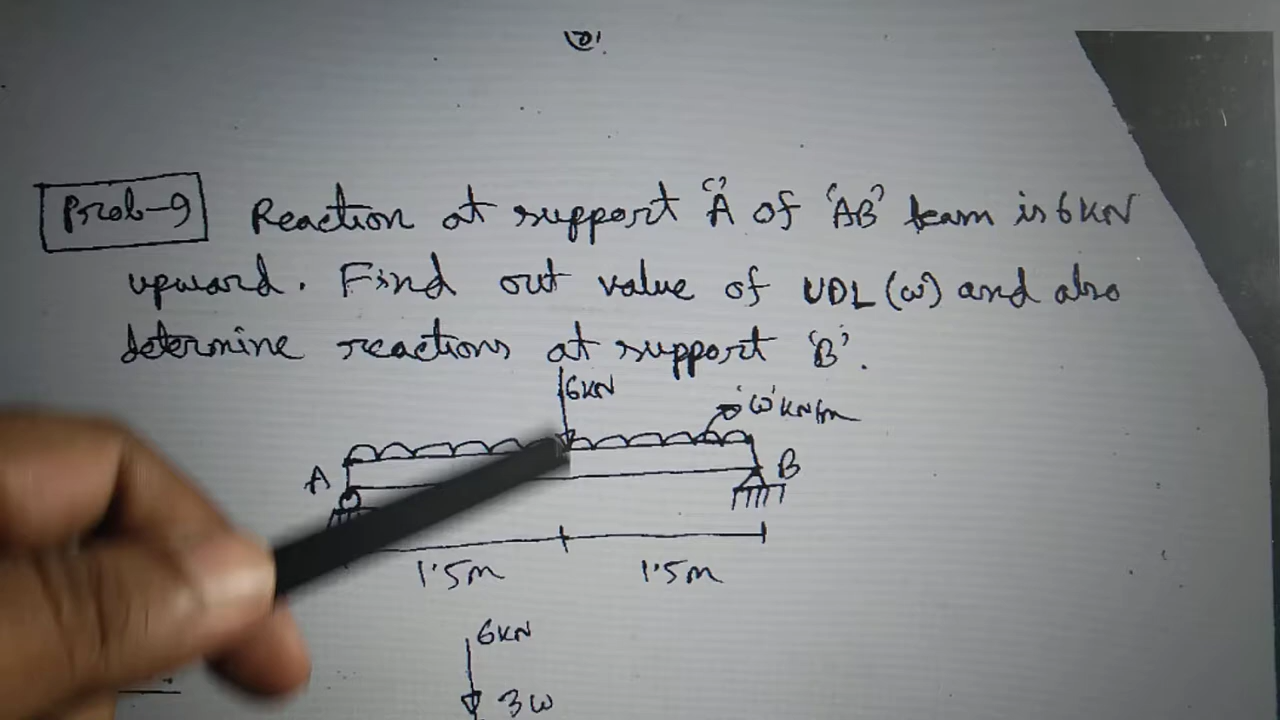 Prob-9 Reaction at support 'A' of 'AB' beam is 6KN
upward. Find out value of UDL (ω) and also
determine reactions at support 'B'.
6KN
'ω' KN/m
A
B
1.5m 1.5m
6KN
3ω